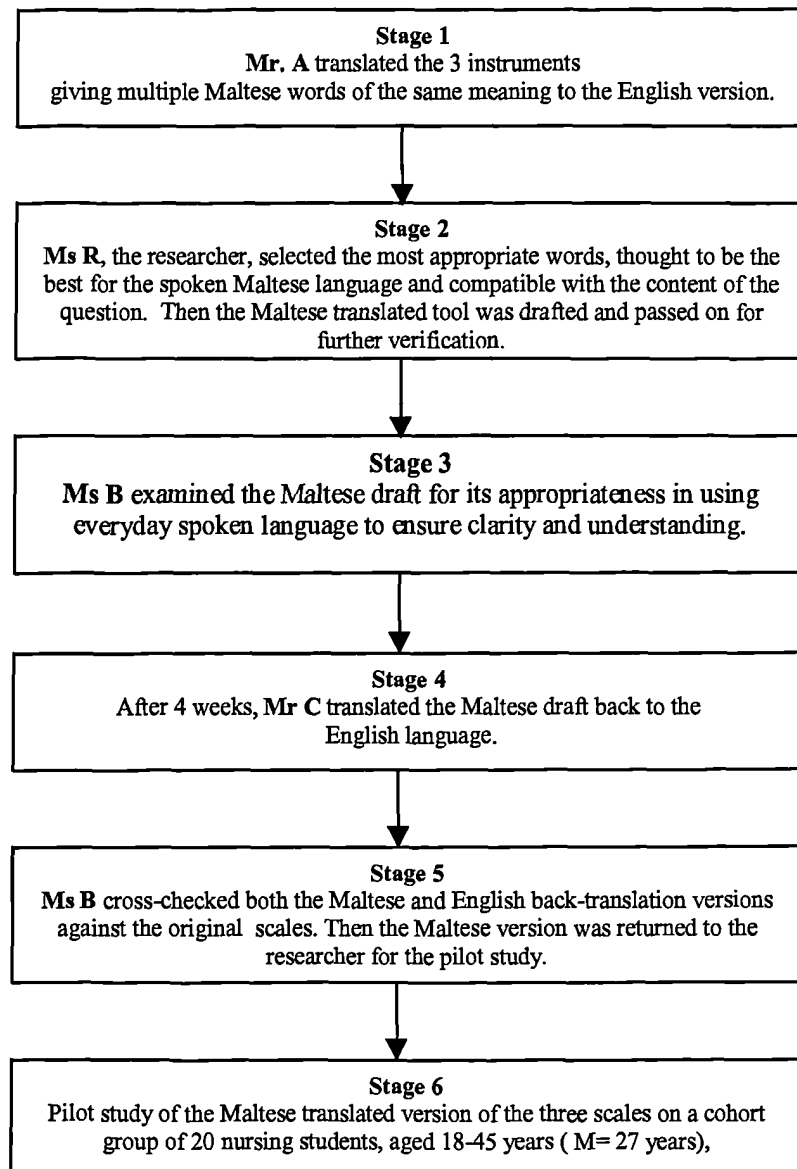 Stage 1
Mr. A translated the 3 instruments
giving multiple Maltese words of the same meaning to the English version.
Stage 2
Ms R, the researcher, selected the most appropriate words, thought to be the
best for the spoken Maltese language and compatible with the content of the
question. Then the Maltese translated tool was drafted and passed on for
further verification.
Stage 3
Ms B examined the Maltese draft for its appropriateness in using
everyday spoken language to ensure clarity and understanding.
Stage 4
After 4 weeks, Mr C translated the Maltese draft back to the
English language.
Stage 5
Ms B cross-checked both the Maltese and English back-translation versions
against the original scales. Then the Maltese version was returned to the
researcher for the pilot study.
Stage 6
Pilot study of the Maltese translated version of the three scales on a cohort
group of 20 nursing students, aged 18-45 years ( M= 27 years),